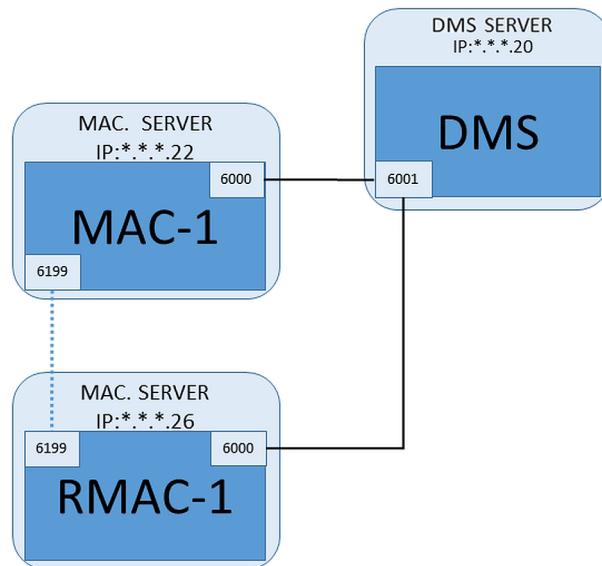 DMS SERVER
IP:*.*.*.20
DMS
6001
MAC. SERVER
IP:*.*.*.22
6000
MAC-1
6199
MAC. SERVER
IP:*.*.*.26
6199
6000
RMAC-1